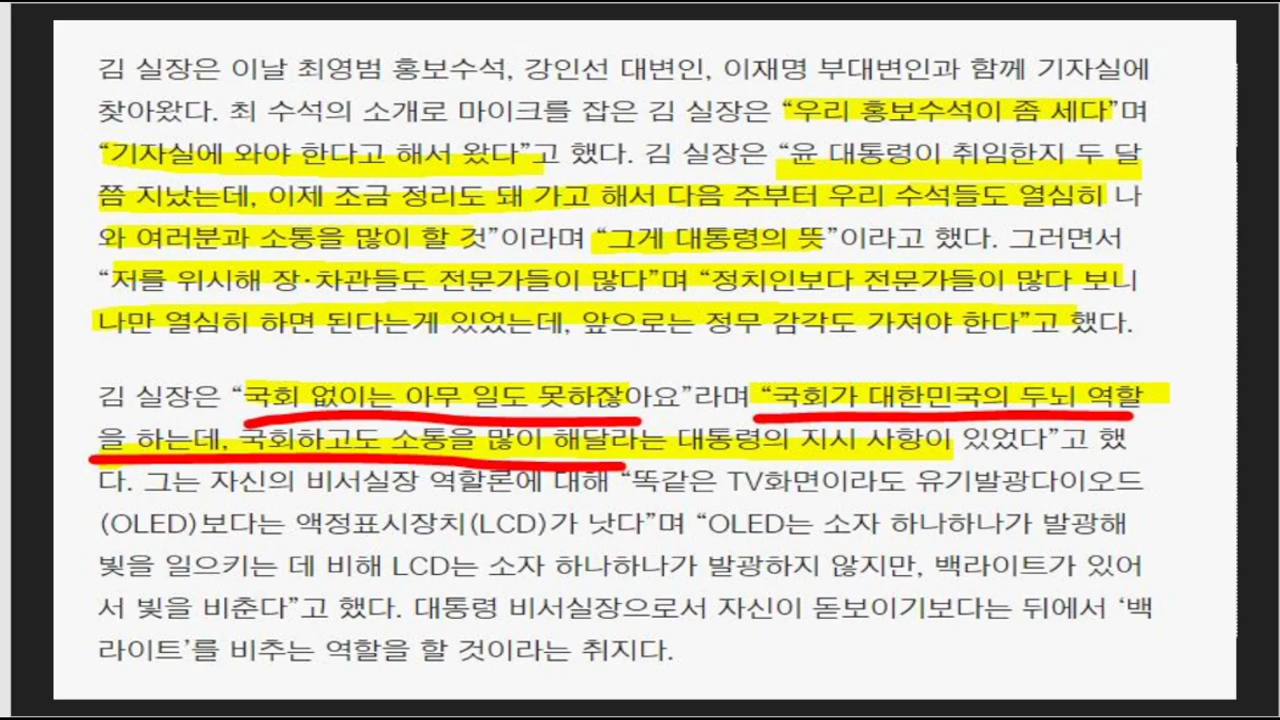 김 실장은 이날 최영범 홍보수석, 강인선 대변인, 이재명 부대변인과 함께 기자실에
찾아왔다. 최 수석의 소개로 마이크를 잡은 김 실장은 “우리 홍보수석이 좀 세다”며
“기자실에 와야 한다고 해서 왔다”고 했다. 김 실장은 “윤 대통령이 취임한지 두 달
쯤 지났는데, 이제 조금 정리도 돼 가고 해서 다음 주부터 우리 수석들도 열심히 나
와 여러분과 소통을 많이 할 것”이라며 “그게 대통령의 뜻”이라고 했다. 그러면서
“저를 위시해 장·차관들도 전문가들이 많다”며 “정치인보다 전문가들이 많다 보니
나만 열심히 하면 된다는게 있었는데, 앞으로는 정무 감각도 가져야 한다”고 했다.
김 실장은 “국회 없이는 아무 일도 못하잖아요”라며 “국회가 대한민국의 두뇌 역할
을 하는데, 국회하고도 소통을 많이 해달라는 대통령의 지시 사항이 있었다”고 했
다. 그는 자신의 비서실장 역할론에 대해 “똑같은 TV화면이라도 유기발광다이오드
(OLED)보다는 액정표시장치(LCD)가 낫다”며 “OLED는 소자 하나하나가 발광해
빛을 일으키는 데 비해 LCD는 소자 하나하나가 발광하지 않지만, 백라이트가 있어
서 빛을 비춘다”고 했다. 대통령 비서실장으로서 자신이 돋보이기보다는 뒤에서 ‘백
라이트’를 비추는 역할을 할 것이라는 취지다.